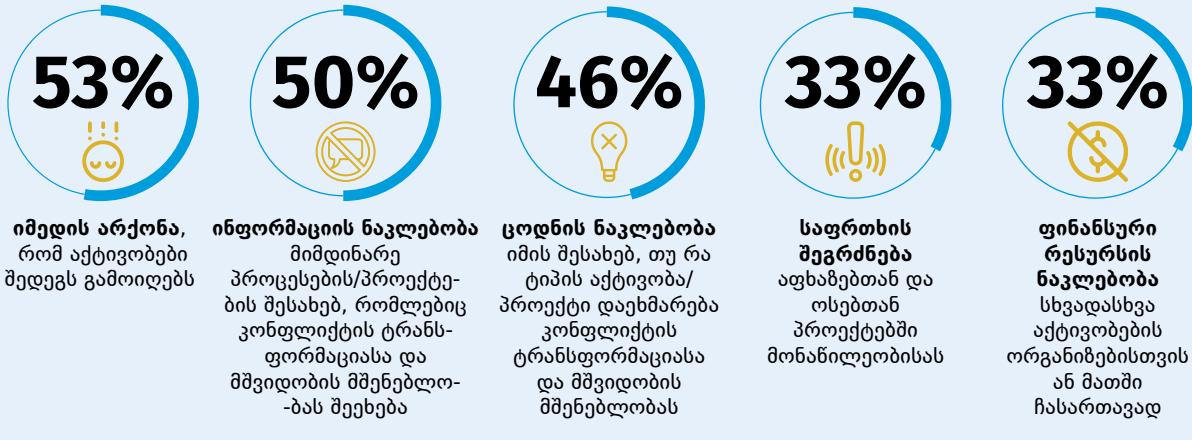 53%
იმედის არქონა,
რომ აქტივობები
შედეგს გამოიღებს
50%
ინფორმაციის ნაკლებობა
მიმდინარე
პროცესების/პროექტე-
ბის შესახებ, რომლებიც
კონფლიქტის ტრანს-
ფორმაციასა და
მშვიდობის მშენებლო-
-ბას შეეხება
46%
ცოდნის ნაკლებობა
იმის შესახებ, თუ რა
ტიპის აქტივობა/
პროექტი დაეხმარება
კონფლიქტის
ტრანსფორმაციასა
და მშვიდობის
მშენებლობას
33%
საფრთხის
შეგრძნება
აფხაზებთან და
ოსებთან
პროექტებში
მონაწილეობისას
33%
ფინანსური
რესურსის
ნაკლებობა
სხვადასხვა
აქტივობების
ორგანიზებისთვის
ან მათში
ჩასართავად